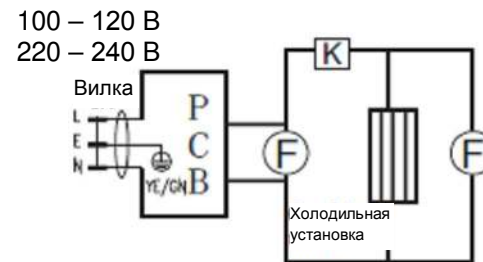 100 – 120 В
220 – 240 В
Вилка
L
E
N
YE/GN
P
C
B
K
F
F
Холодильная
установка